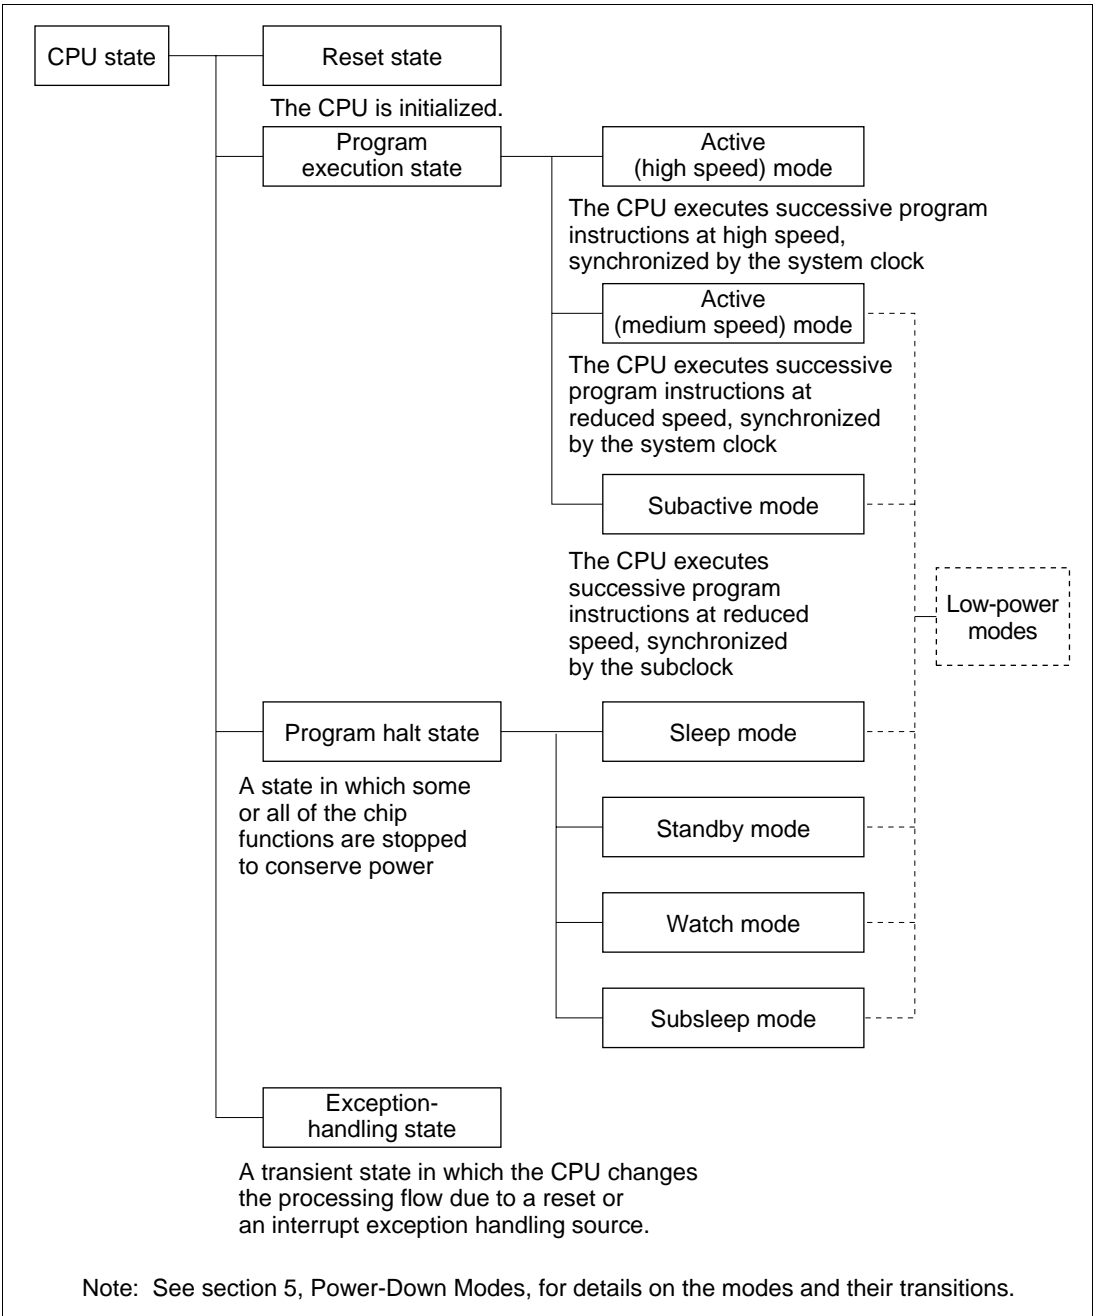 CPU state
Reset state
The CPU is initialized.
Program
execution state
Active
(high speed) mode
The CPU executes successive program
instructions at high speed,
synchronized by the system clock
Active
(medium speed) mode
The CPU executes successive
program instructions at
reduced speed, synchronized
by the system clock
Subactive mode
The CPU executes
successive program
instructions at reduced
speed, synchronized
by the subclock
Low-power
modes
Program halt state
A state in which some
or all of the chip
functions are stopped
to conserve power
Sleep mode
Standby mode
Watch mode
Subsleep mode
Exception-
handling state
A transient state in which the CPU changes
the processing flow due to a reset or
an interrupt exception handling source.
Note: See section 5, Power-Down Modes, for details on the modes and their transitions.